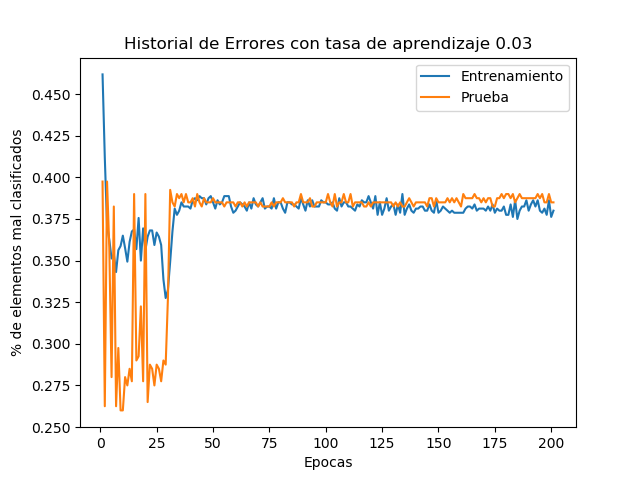 Historial de Errores con tasa de aprendizaje 0.03
Entrenamiento
Prueba
% de elementos mal clasificados
0.450
0.425
0.400
0.375
0.350
0.325
0.300
0.275
0.250
0 25 50 75 100 125 150 175 200
Epocas